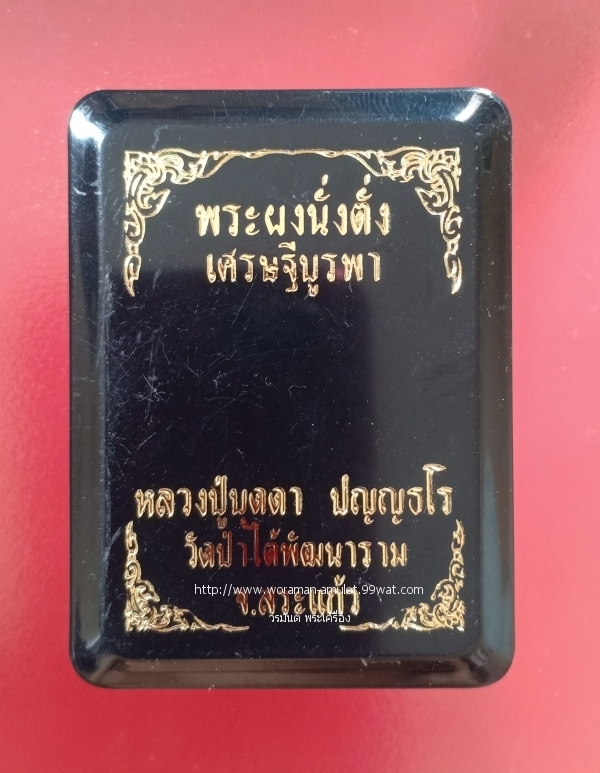 พระผงนั่งตั่ง
เศรษฐีบูรพา
หลวงปู่บดดา ปญฺญธโร
วัดป่าใต้พัฒนาราม
http://www.woraman-amulet.99wat.com/
จ.สระแก้ว
วรมันต์ พระเครื่อง